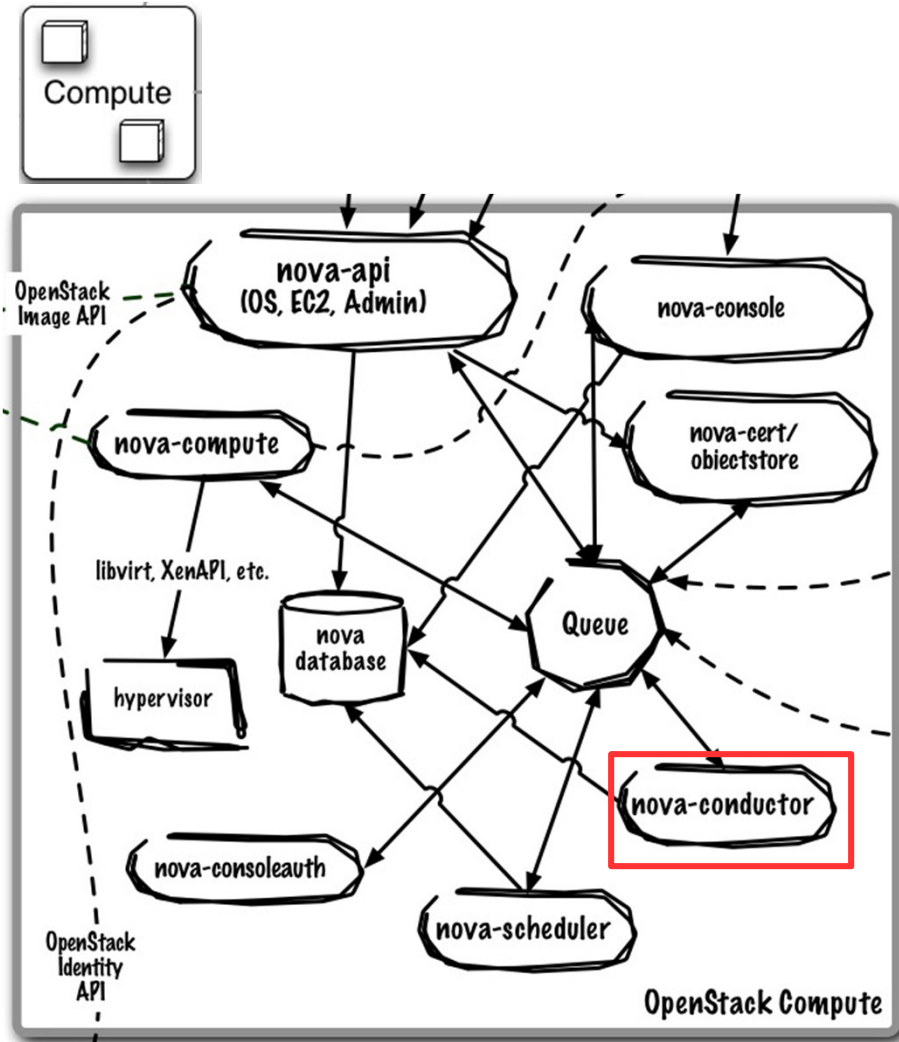 Compute
nova-api
(OS, EC2, Admin)
OpenStack
Image API
nova-console
nova-compute
nova-cert/
obiectstore
libvirt, XenAPI, etc.
nova
database
Queue
hypervisor
nova-conductor
nova-consoleauth
nova-scheduler
OpenStack
Identity
API
OpenStack Compute